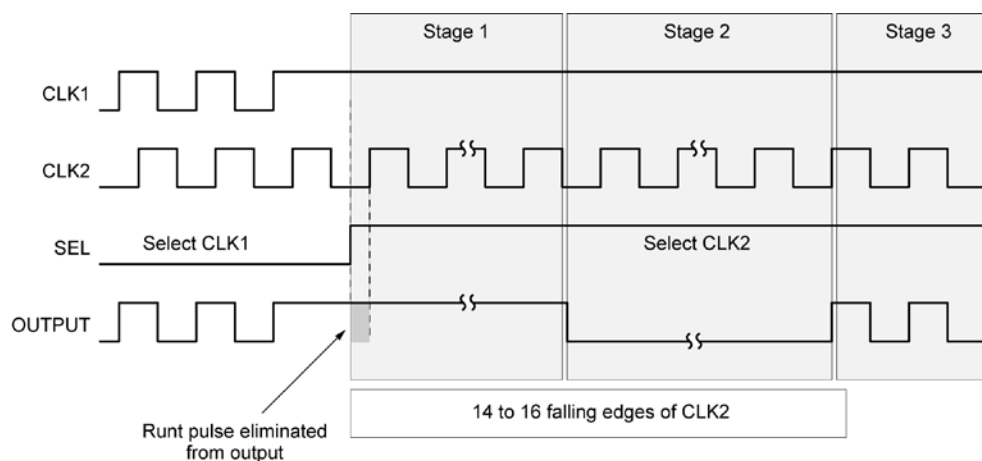 Stage 1
Stage 2
Stage 3
CLK1
CLK2
SEL
Select CLK1
Select CLK2
OUTPUT
14 to 16 falling edges of CLK2
Runt pulse eliminated
from output